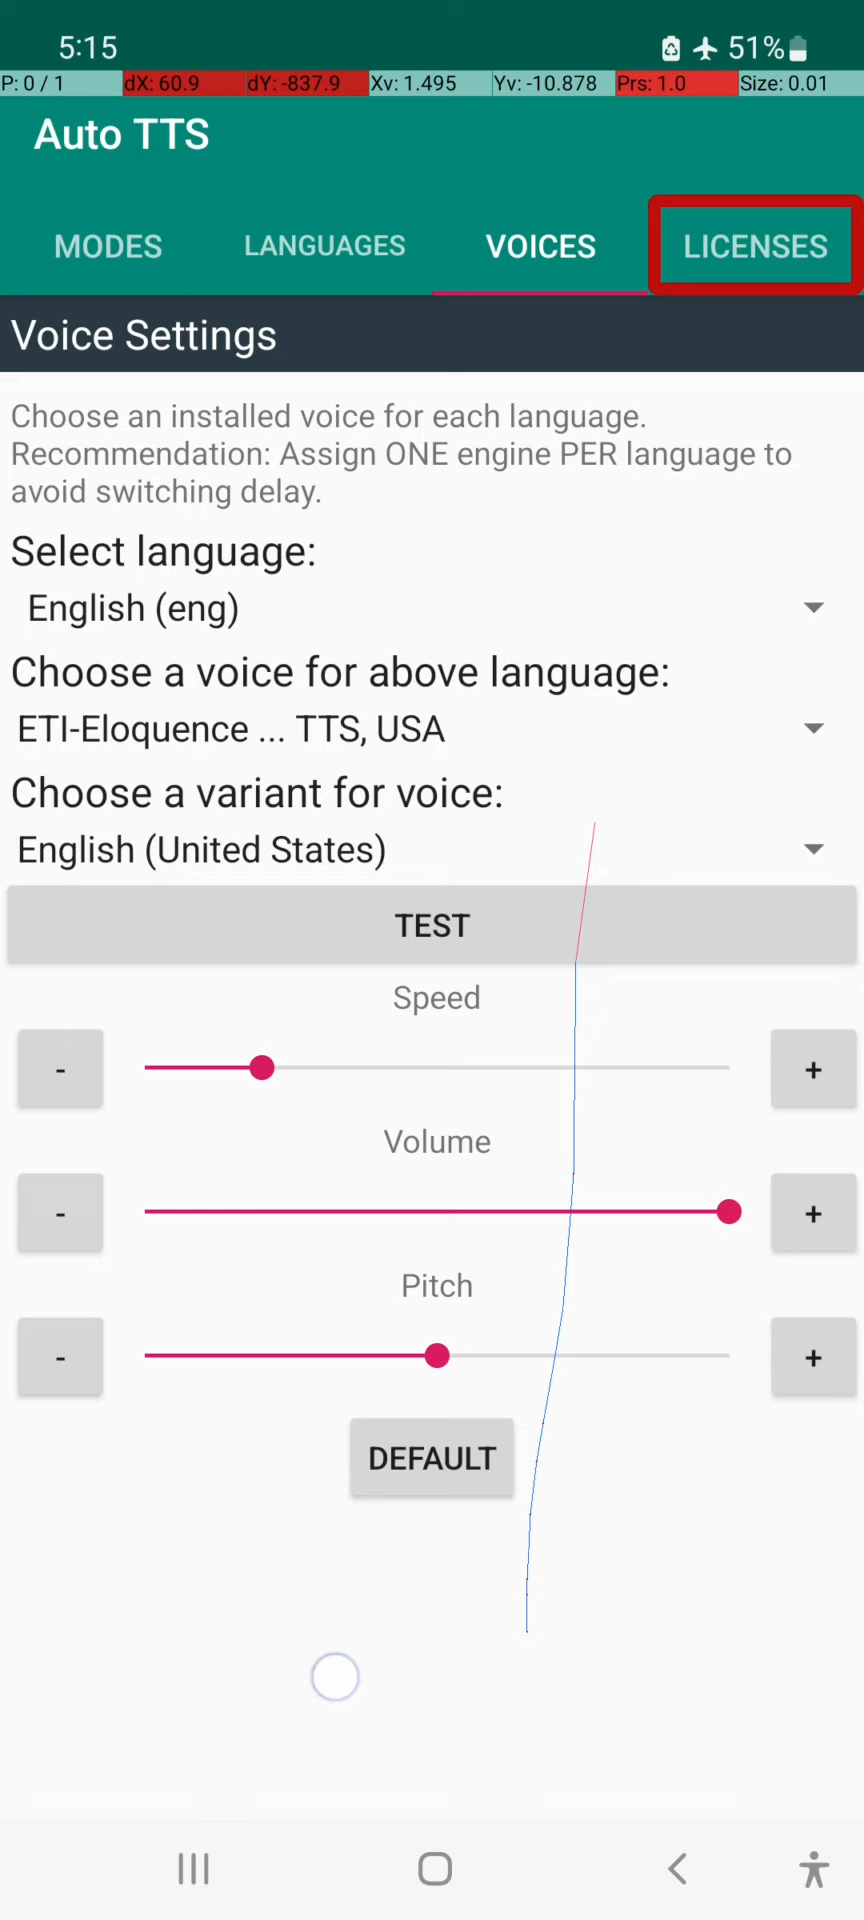 5:15
51%
P: 0 / 1 dX: 60.9 dY: -837.9 Xv: 1.495 Yv: -10.878 Prs: 1.0 Size: 0.01
Auto TTS
MODES LANGUAGES VOICES LICENSES
Voice Settings
Choose an installed voice for each language.
Recommendation: Assign ONE engine PER language to
avoid switching delay.
Select language:
English (eng)
Choose a voice for above language:
ETI-Eloquence ... TTS, USA
Choose a variant for voice:
English (United States)
TEST
Speed
- +
Volume
- +
Pitch
- +
DEFAULT